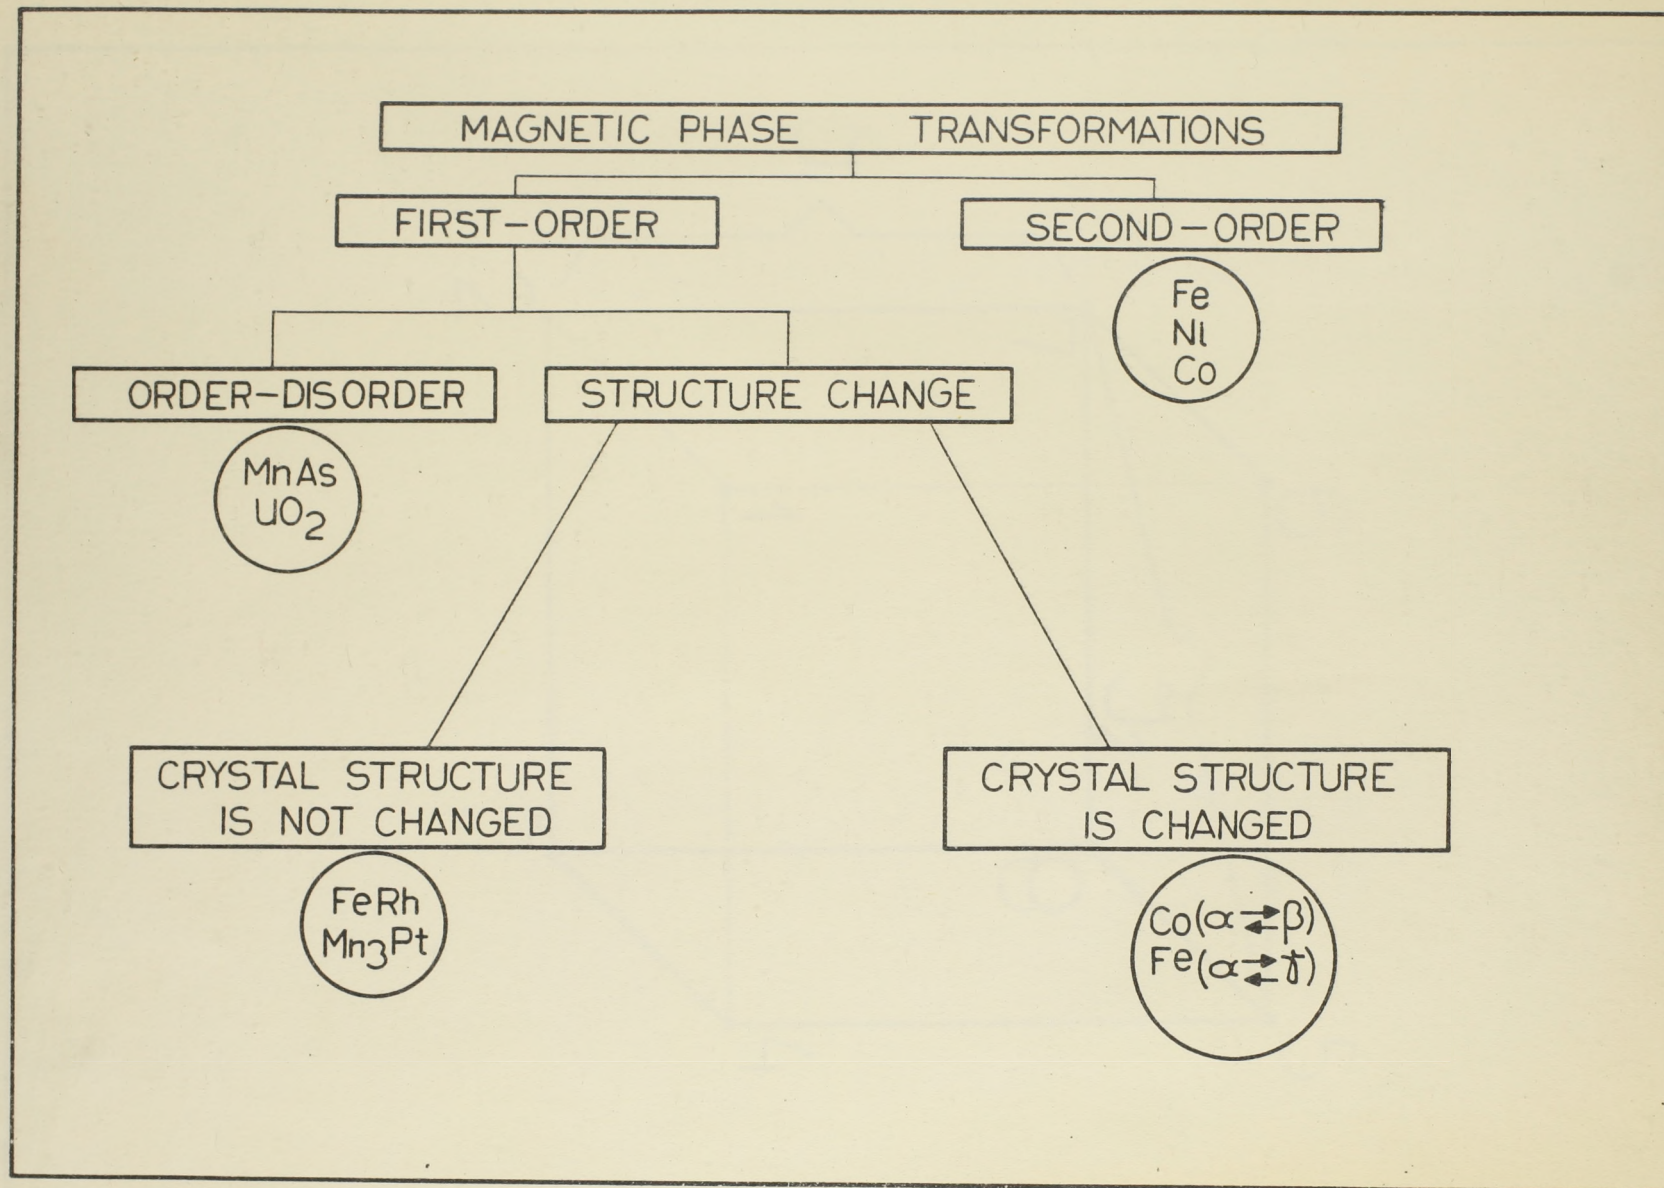 MAGNETIC PHASE TRANSFORMATIONS
FIRST-ORDER
SECOND-ORDER
Fe
Ni
Co
ORDER-DISORDER
STRUCTURE CHANGE
MnAs
UO₂
CRYSTAL STRUCTURE
IS NOT CHANGED
CRYSTAL STRUCTURE
IS CHANGED
FeRh
Mn₃Pt
Co(α⇄β)
Fe(α⇄γ)